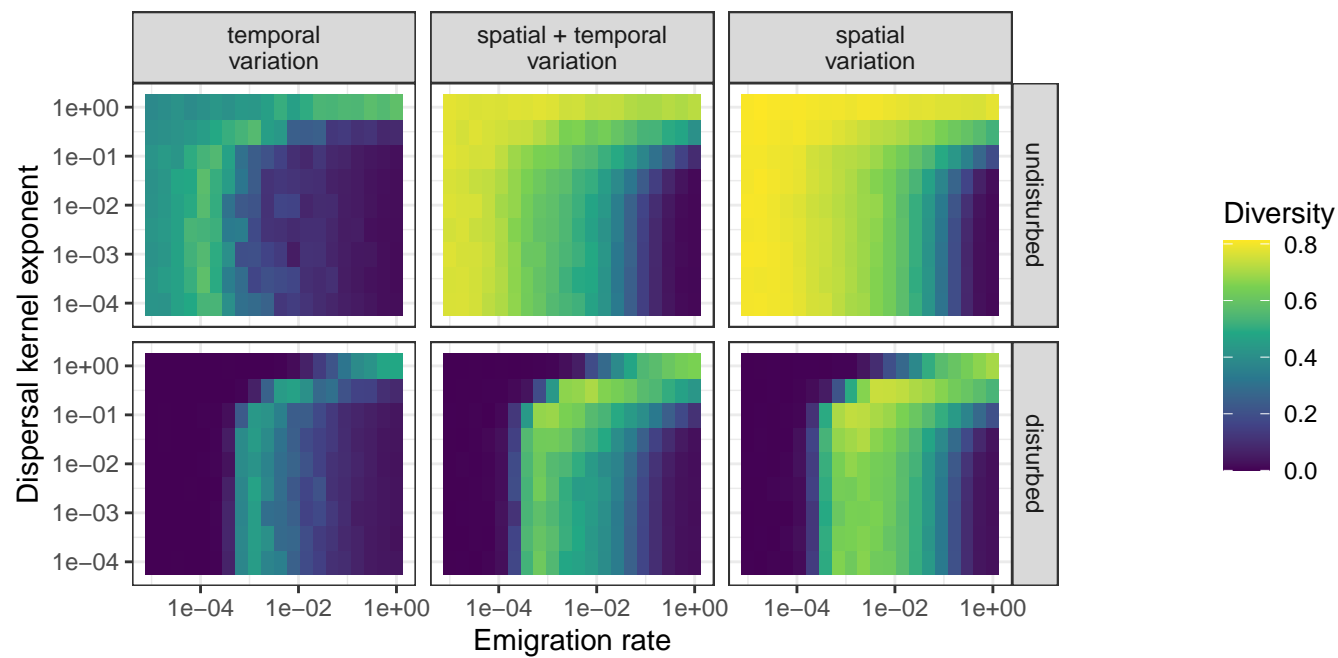 temporal
variation
spatial + temporal
variation
spatial
variation
1e+00
1e−01
1e−02
1e−03
1e−04
undisturbed
1e+00
1e−01
1e−02
1e−03
1e−04
disturbed
Dispersal kernel exponent
1e−04 1e−02 1e+00
1e−04 1e−02 1e+00
1e−04 1e−02 1e+00
Emigration rate
Diversity
0.8
0.6
0.4
0.2
0.0